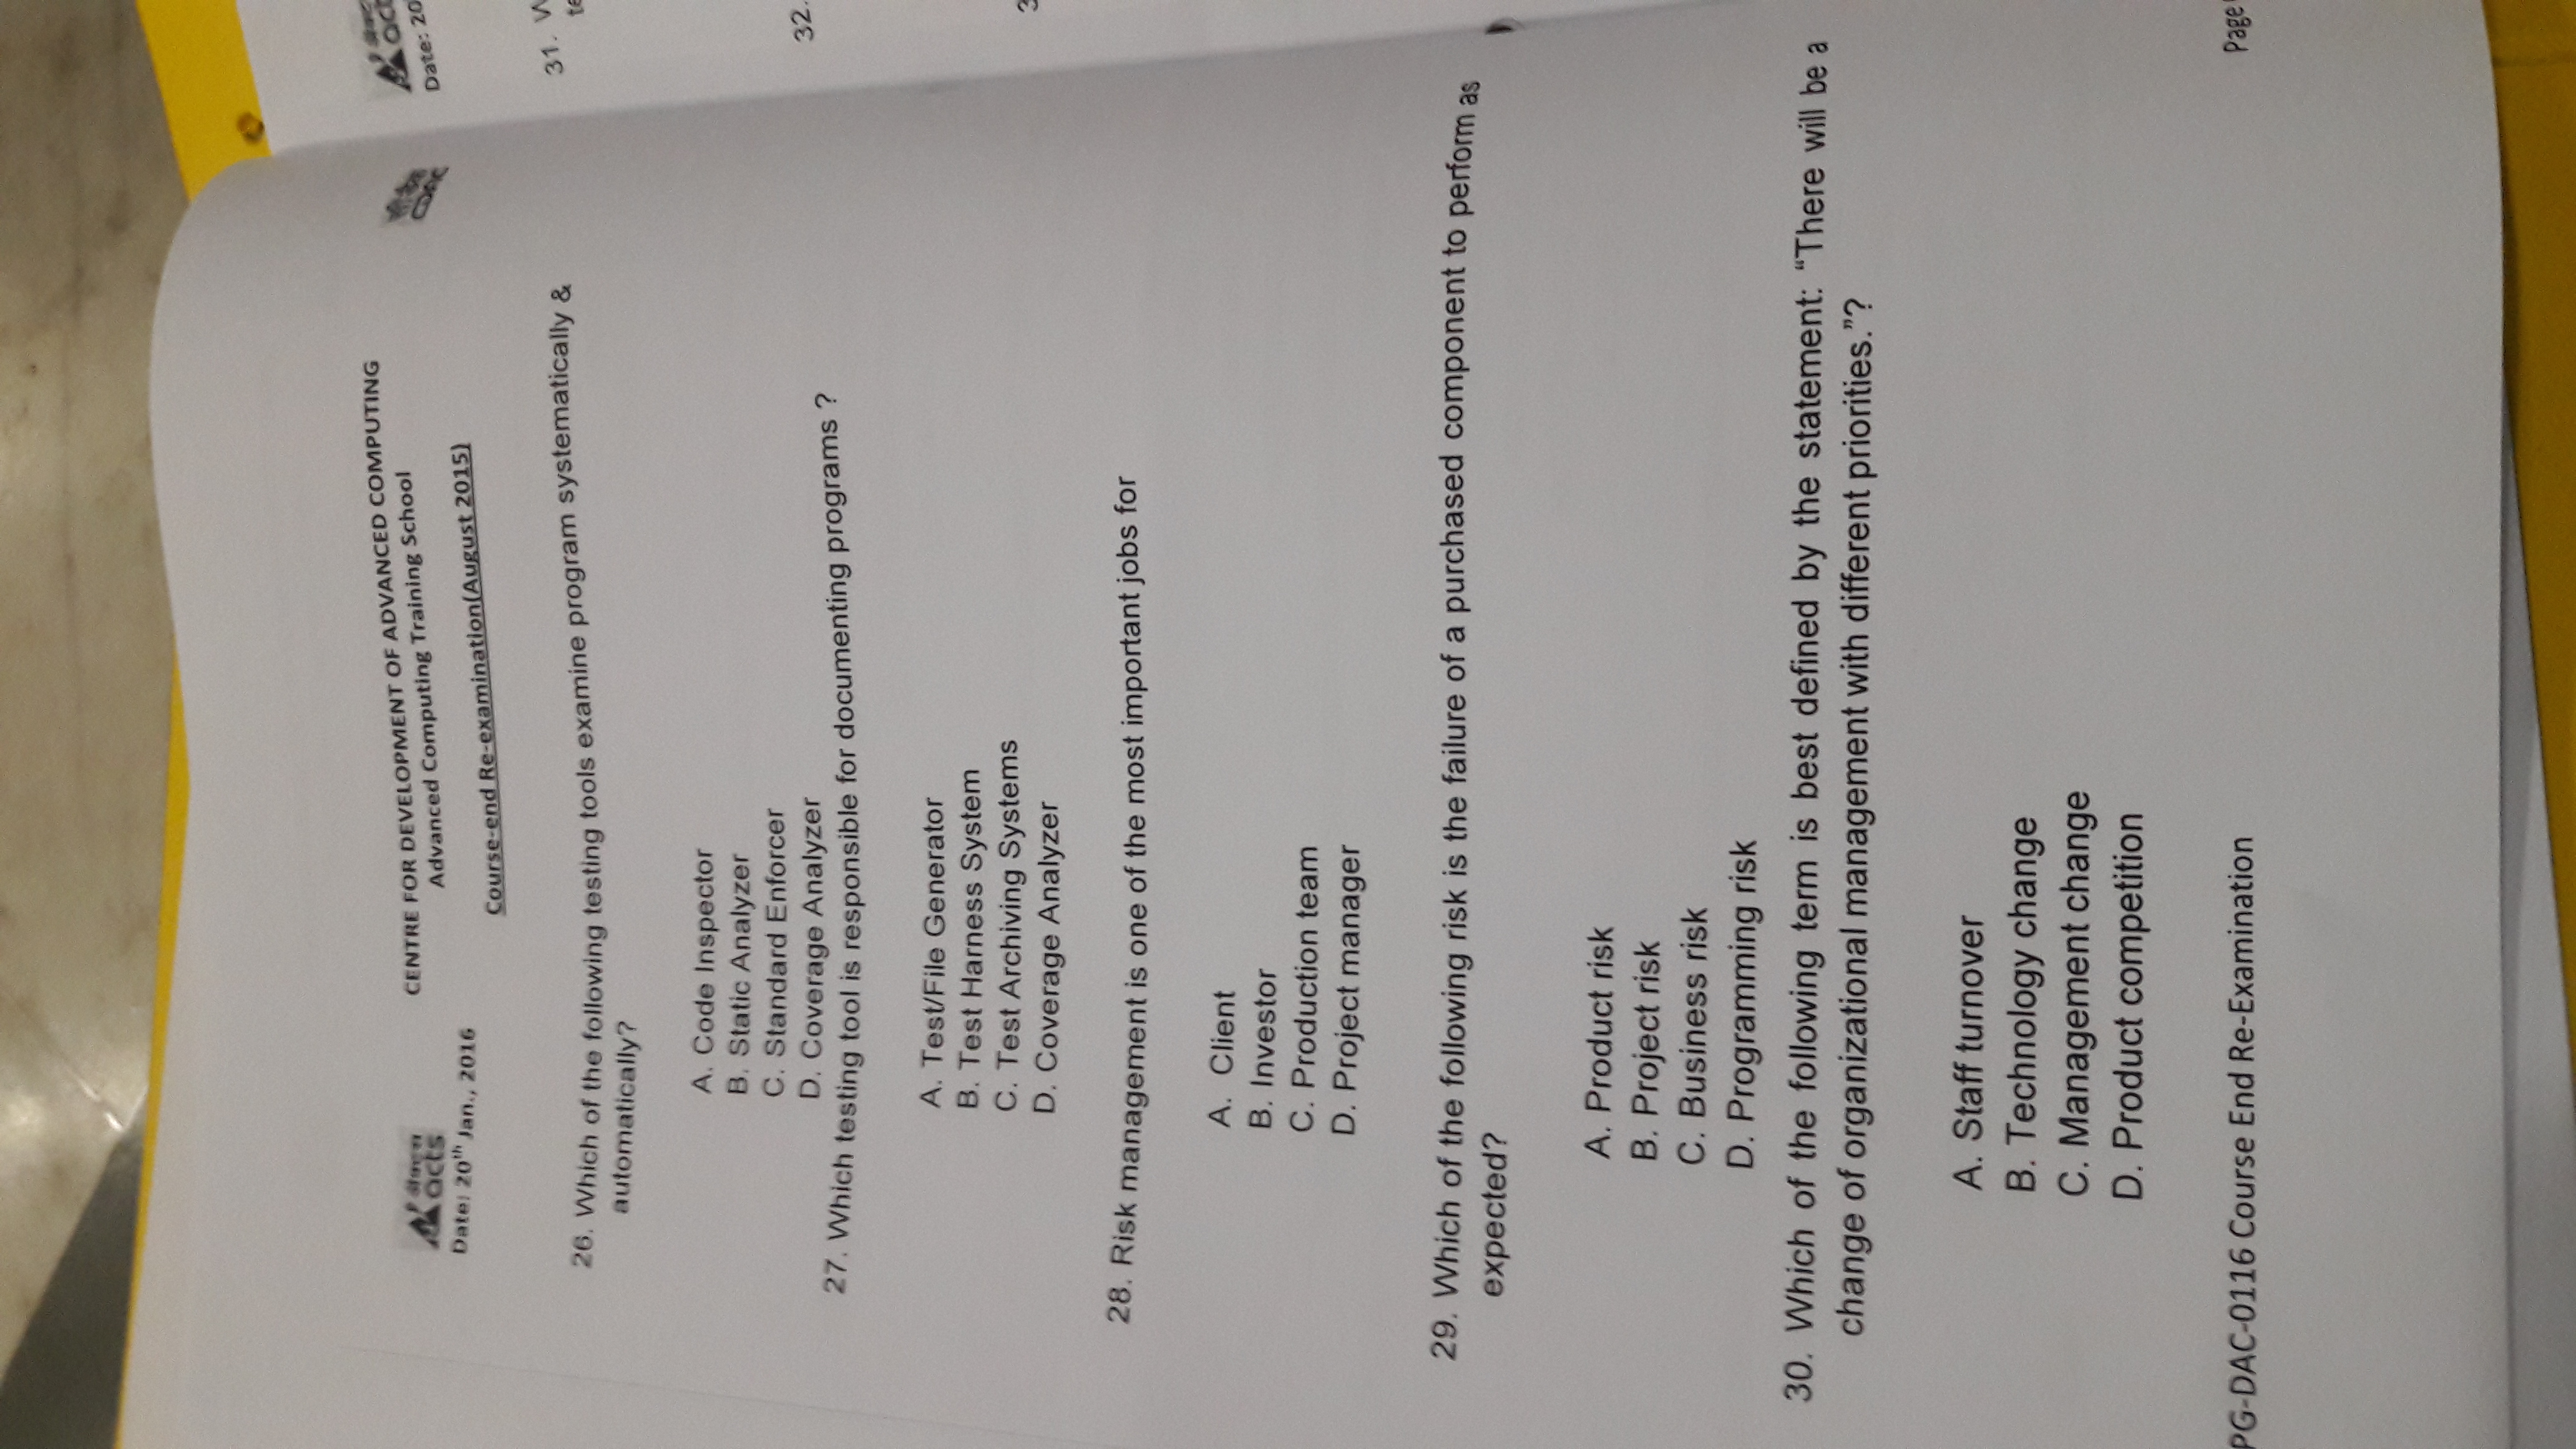 acts
Date: 20th Jan., 2016
CENTRE FOR DEVELOPMENT OF ADVANCED COMPUTING
Advanced Computing Training School
Course-end Re-examination(August 2015)
26. Which of the following testing tools examine program systematically &
automatically?
A. Code Inspector
B. Static Analyzer
C. Standard Enforcer
D. Coverage Analyzer
27. Which testing tool is responsible for documenting programs ?
A. Test/File Generator
B. Test Harness System
C. Test Archiving Systems
D. Coverage Analyzer
28. Risk management is one of the most important jobs for
A. Client
B. Investor
C. Production team
D. Project manager
29. Which of the following risk is the failure of a purchased component to perform as
expected?
A. Product risk
B. Project risk
C. Business risk
D. Programming risk
30. Which of the following term is best defined by the statement: “There will be a
change of organizational management with different priorities.”?
A. Staff turnover
B. Technology change
C. Management change
D. Product competition
PG-DAC-0116 Course End Re-Examination
Page
Date: 20
31.
32.